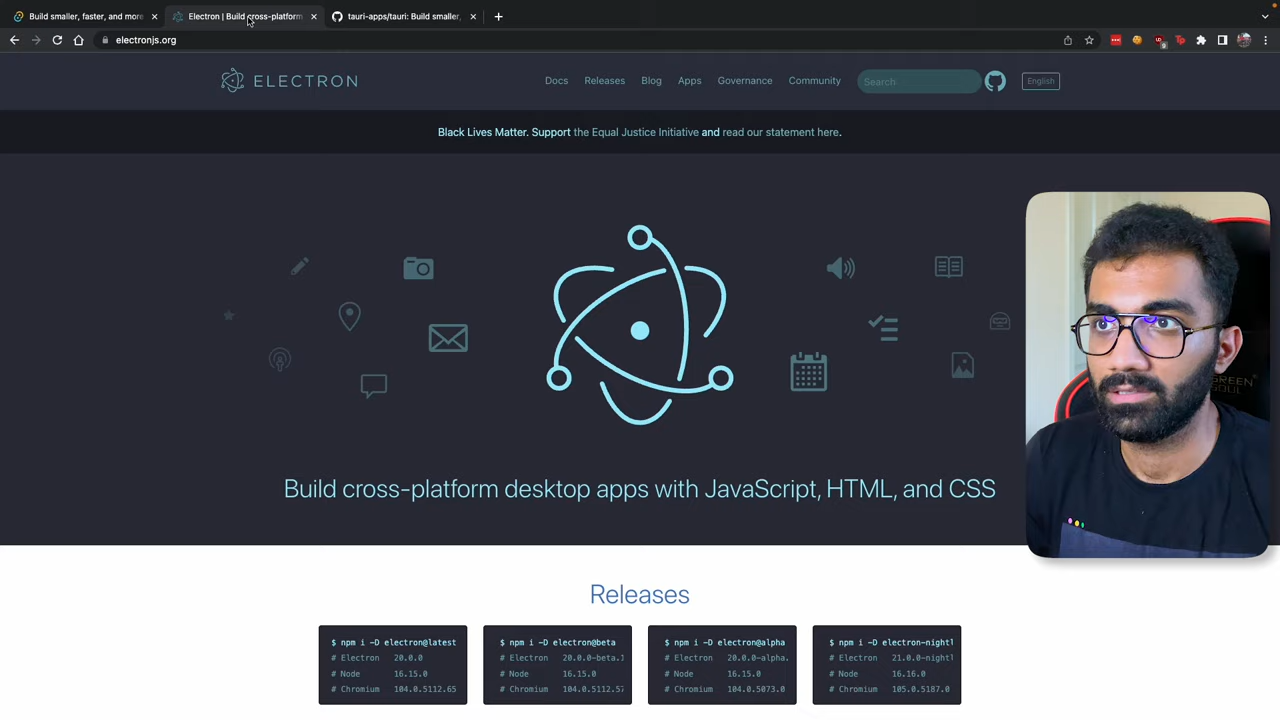 Build smaller, faster, and more
Electron | Build cross-platform
tauri-apps/tauri: Build smaller,
electronjs.org
ELECTRON
Docs
Releases
Blog
Apps
Governance
Community
Search
English
Black Lives Matter. Support the Equal Justice Initiative and read our statement here.
Build cross-platform desktop apps with JavaScript, HTML, and CSS
Releases
$ npm i -D electron@latest
# Electron 20.0.0
# Node 16.15.0
# Chromium 104.0.5112.65
$ npm i -D electron@beta
# Electron 20.0.0-beta.1
# Node 16.15.0
# Chromium 104.0.5112.57
$ npm i -D electron@alpha
# Electron 20.0.0-alpha.
# Node 16.15.0
# Chromium 104.0.5073.0
$ npm i -D electron-nightl
# Electron 21.0.0-nightl
# Node 16.16.0
# Chromium 105.0.5187.0
GREEN
SOUL